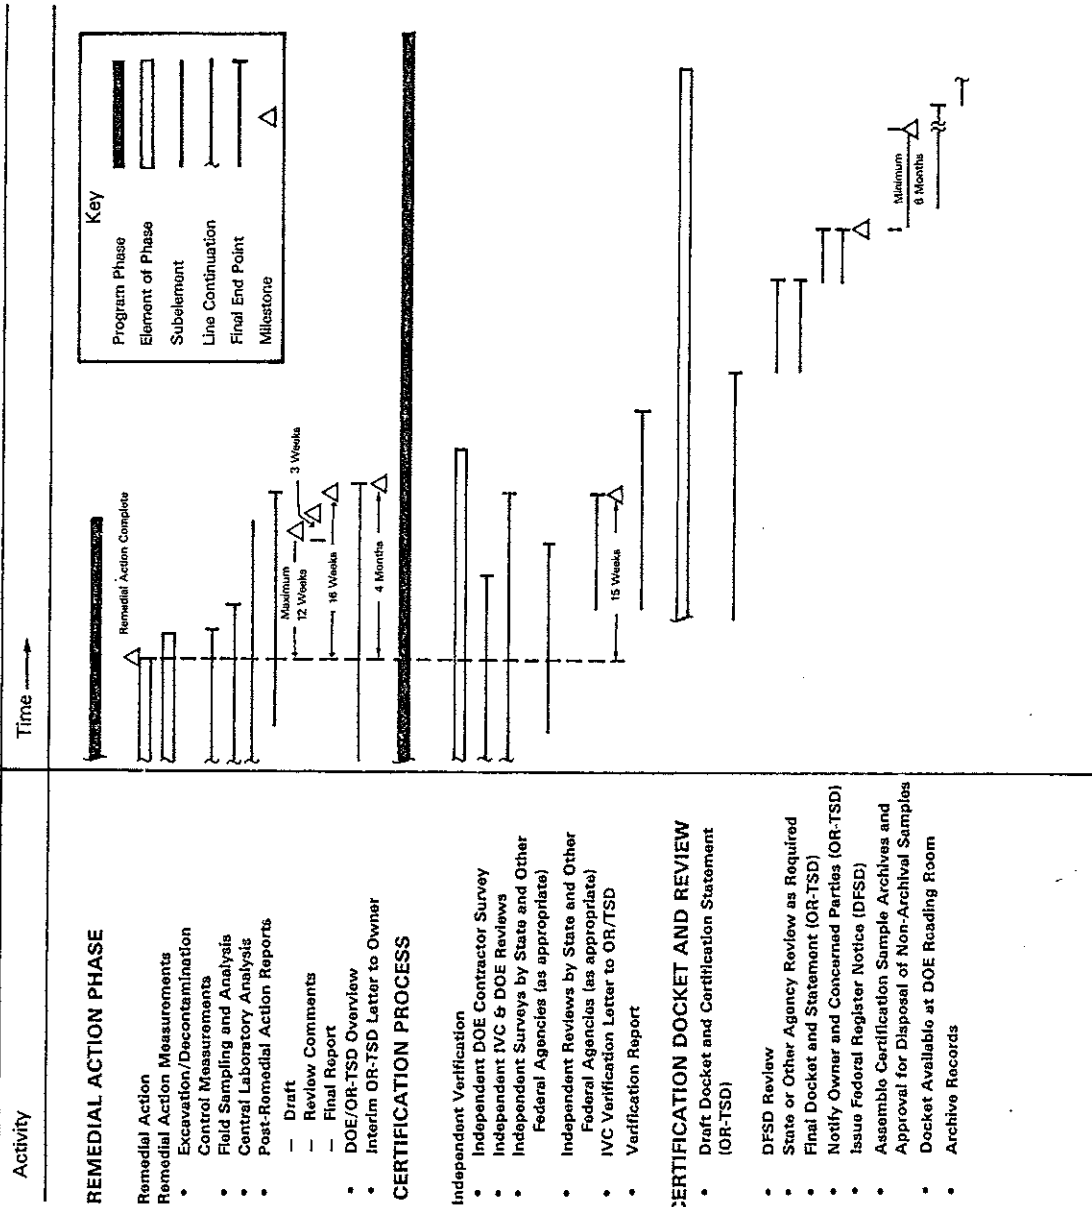 Activity
Time
REMEDIAL ACTION PHASE
Remedial Action
Remedial Action Measurements
• Excavation/Decontamination
Control Measurements
• Field Sampling and Analysis
• Central Laboratory Analysis
• Post-Remedial Action Reports
– Draft
– Review Comments
– Final Report
• DOE/OR-TSD Overview
• Interim OR-TSD Letter to Owner
CERTIFICATION PROCESS
Independent Verification
• Independent DOE Contractor Survey
• Independent IVC & DOE Reviews
• Independent Surveys by State and Other
Federal Agencies (as appropriate)
• Independent Reviews by State and Other
Federal Agencies (as appropriate)
• IVC Verification Letter to OR/TSD
• Verification Report
CERTIFICATION DOCKET AND REVIEW
• Draft Docket and Certification Statement
(OR-TSD)
• DFSD Review
• State or Other Agency Review as Required
• Final Docket and Statement (OR-TSD)
• Notify Owner and Concerned Parties (OR-TSD)
• Issue Federal Register Notice (DFSD)
• Assemble Certification Sample Archives and
Approval for Disposal of Non-Archival Samples
• Docket Available at DOE Reading Room
• Archive Records
Remedial Action Complete
Maximum
12 Weeks
3 Weeks
16 Weeks
4 Months
15 Weeks
Minimum
6 Months
Key
Program Phase
Element of Phase
Subelement
Line Continuation
Final End Point
Milestone